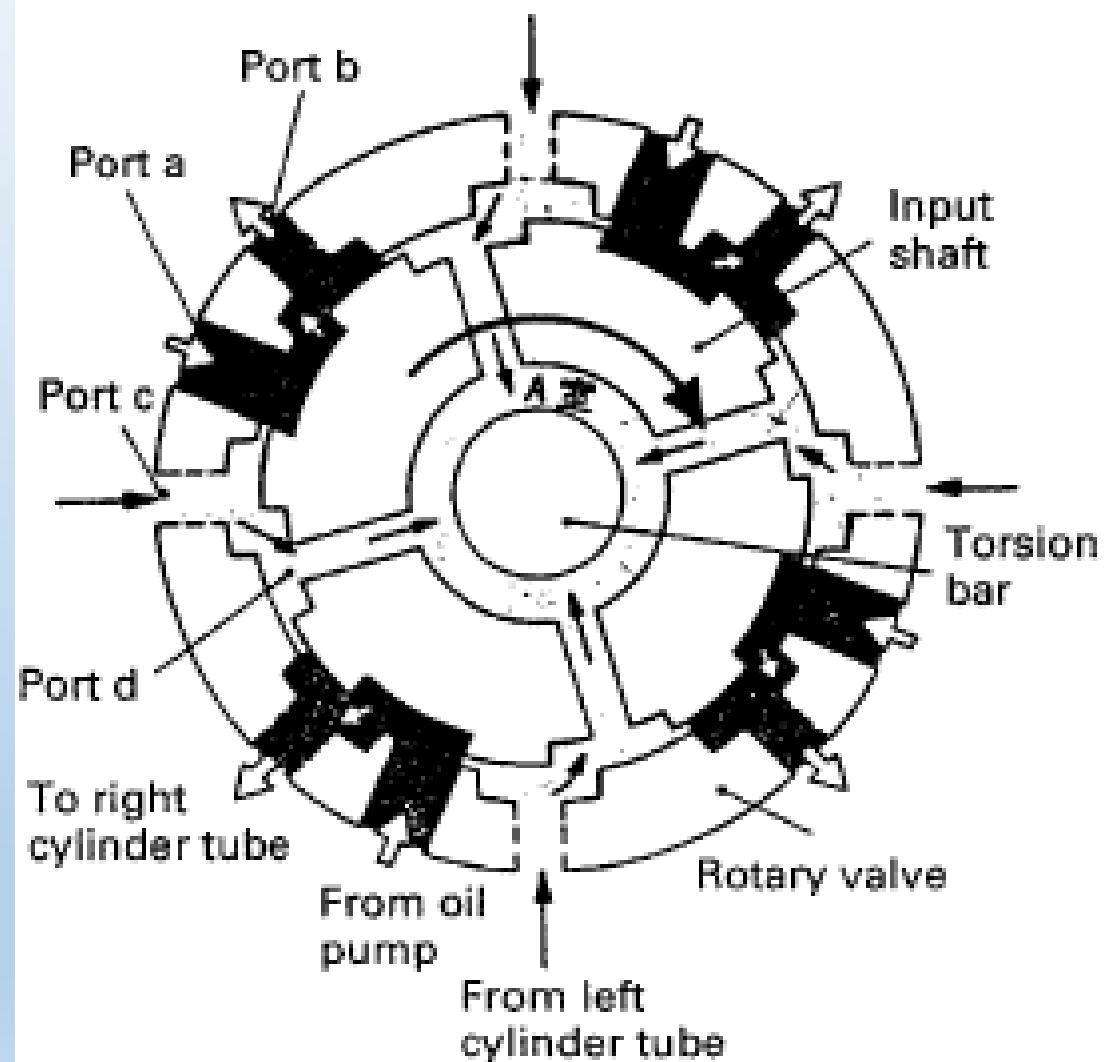 Port b
Port a
Input
shaft
Port c
A
Torsion
bar
Port d
To right
cylinder tube
Rotary valve
From oil
pump
From left
cylinder tube